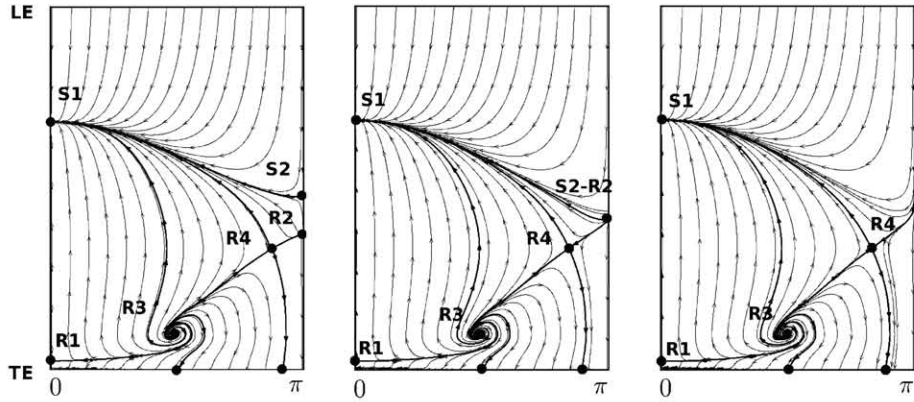 LE
S1
S2
R2
R4
R3
R1
TE
0
π
S1
S2-R2
R4
R3
R1
0
π
S1
R4
R3
R1
0
π